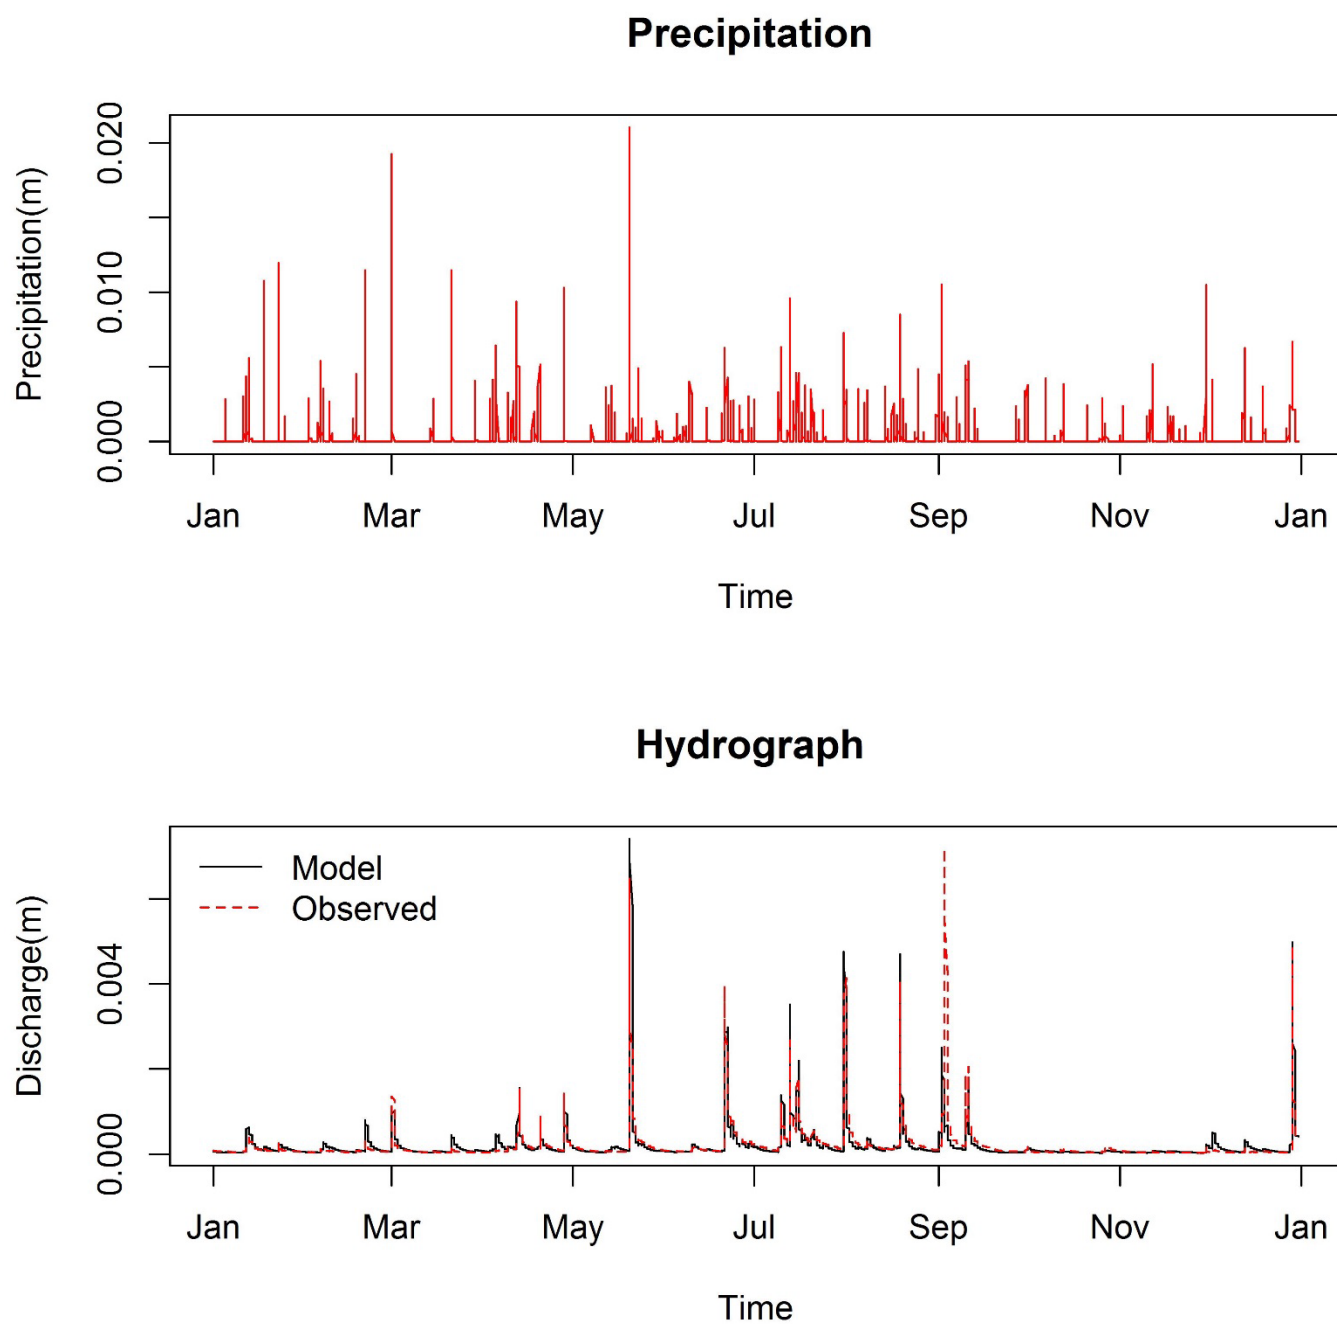 Precipitation
Precipitation(m)
0.020
0.010
0.000
Jan Mar May Jul Sep Nov Jan
Time
Hydrograph
Discharge(m)
0.004
0.000
Model
Observed
Jan Mar May Jul Sep Nov Jan
Time